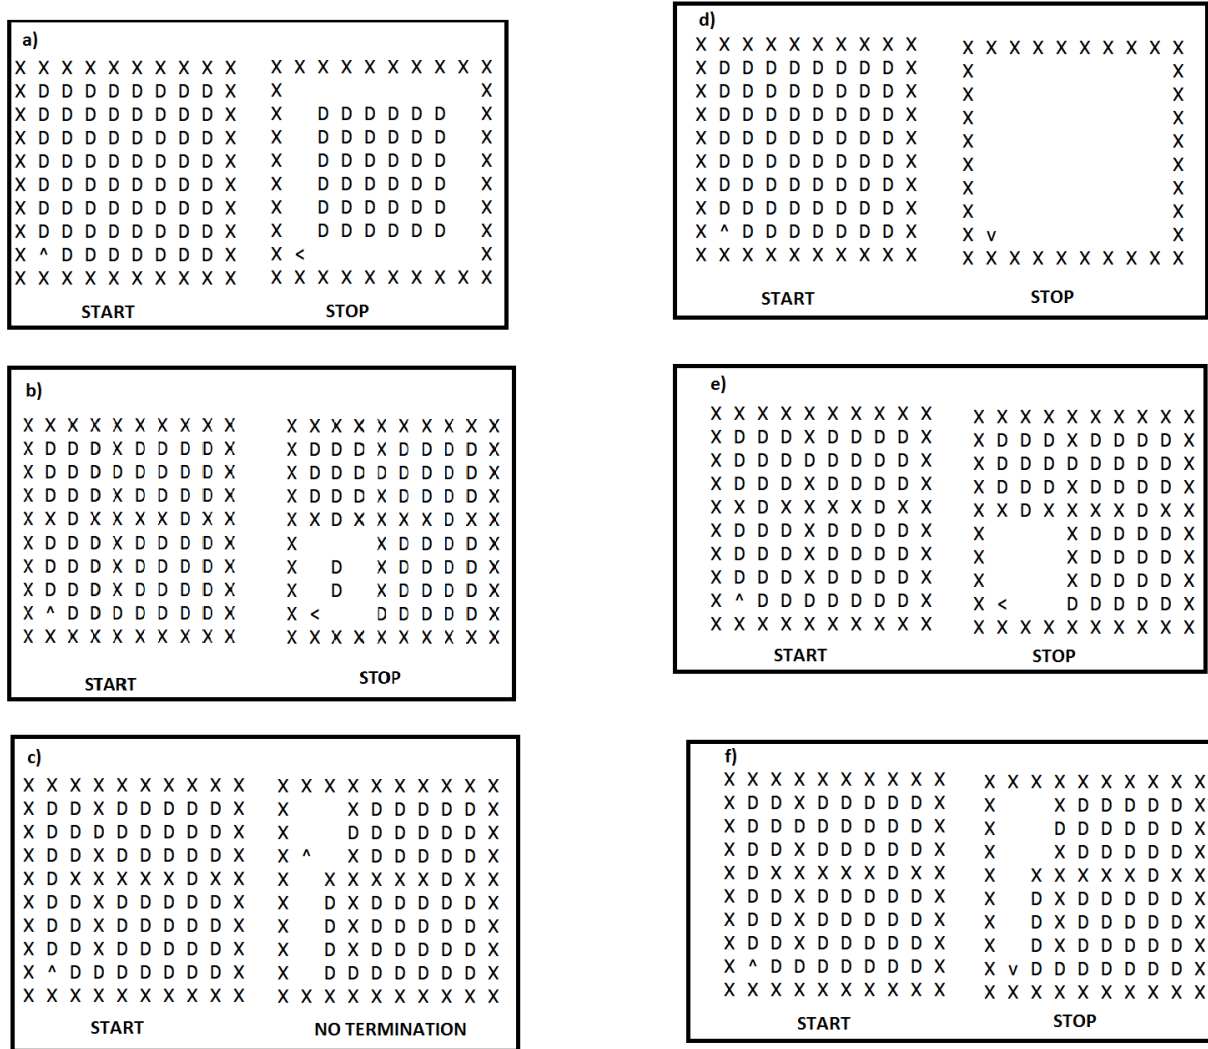 a)
X X X X X X X X X X X X X X X X X X X X
X D D D D D D D D X X X
X D D D D D D D D X X D D D D D D X
X D D D D D D D D X X D D D D D D X
X D D D D D D D D X X D D D D D D X
X D D D D D D D D X X D D D D D D X
X D D D D D D D D X X D D D D D D X
X D D D D D D D D X X D D D D D D X
X ^ D D D D D D D X X < X
X X X X X X X X X X X X X X X X X X X X
START STOP
b)
X X X X X X X X X X X X X X X X X X X X
X D D D X D D D D X X D D D X D D D D X
X D D D D D D D D X X D D D D D D D D X
X D D D X D D D D X X D D D X D D D D X
X X D X X X X D X X X X D X X X X D X X
X D D D X D D D D X X X D D D D X
X D D D X D D D D X X D X D D D D X
X D D D X D D D D X X D X D D D D X
X ^ D D D D D D D X X < D D D D D X
X X X X X X X X X X X X X X X X X X X X
START STOP
c)
X X X X X X X X X X X X X X X X X X X X
X D D X D D D D D X X X D D D D D X
X D D D D D D D D X X D D D D D D X
X D D X D D D D D X X ^ X D D D D D X
X D X X X X X D D X X X X X X X D D X
X D D X D D D D D X X D X D D D D D X
X D D X D D D D D X X D X D D D D D X
X D D X D D D D D X X D X D D D D D X
X ^ D D D D D D D X X D D D D D D D X
X X X X X X X X X X X X X X X X X X X X
START NO TERMINATION
d)
X X X X X X X X X X X X X X X X X X X X
X D D D D D D D D X X X
X D D D D D D D D X X X
X D D D D D D D D X X X
X D D D D D D D D X X X
X D D D D D D D D X X X
X D D D D D D D D X X X
X D D D D D D D D X X X
X ^ D D D D D D D X X v X
X X X X X X X X X X X X X X X X X X X X
START STOP
e)
X X X X X X X X X X X X X X X X X X X X
X D D D X D D D D X X D D D X D D D D X
X D D D D D D D D X X D D D D D D D D X
X D D D X D D D D X X D D D X D D D D X
X X D X X X X D X X X X D X X X X D X X
X D D D X D D D D X X X D D D D X
X D D D X D D D D X X X D D D D X
X D D D X D D D D X X X D D D D X
X ^ D D D D D D D X X < D D D D D X
X X X X X X X X X X X X X X X X X X X X
START STOP
f)
X X X X X X X X X X X X X X X X X X X X
X D D X D D D D D X X X D D D D D X
X D D D D D D D D X X D D D D D D X
X D D X D D D D D X X X D D D D D X
X D X X X X X D D X X X X X X X D D X
X D D X D D D D D X X D X D D D D D X
X D D X D D D D D X X D X D D D D D X
X D D X D D D D D X X D X D D D D D X
X ^ D D D D D D D X X v D D D D D D D X
X X X X X X X X X X X X X X X X X X X X
START STOP